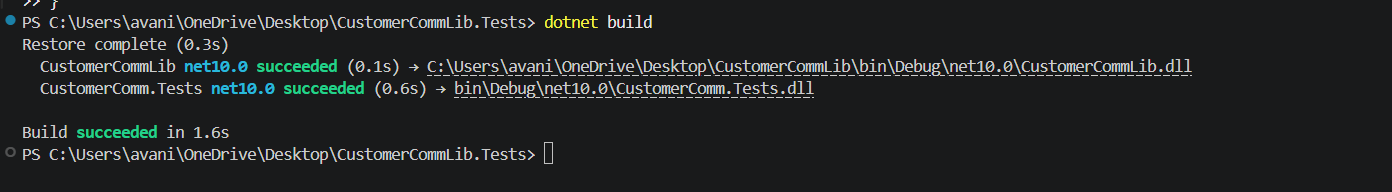 >> }
PS C:\Users\avani\OneDrive\Desktop\CustomerCommLib.Tests> dotnet build
Restore complete (0.3s)
  CustomerCommLib net10.0 succeeded (0.1s) → C:\Users\avani\OneDrive\Desktop\CustomerCommLib\bin\Debug\net10.0\CustomerCommLib.dll
  CustomerComm.Tests net10.0 succeeded (0.6s) → bin\Debug\net10.0\CustomerComm.Tests.dll
Build succeeded in 1.6s
PS C:\Users\avani\OneDrive\Desktop\CustomerCommLib.Tests>